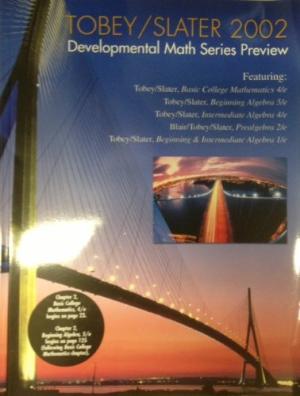 TOBEY/SLATER 2002
Developmental Math Series Preview
Featuring:
Tobey/Slater, Basic College Mathematics 4/e
Tobey/Slater, Beginning Algebra 5/e
Tobey/Slater, Intermediate Algebra 4/e
Blair/Tobey/Slater, Prealgebra 2/e
Tobey/Slater, Beginning & Intermediate Algebra 1/e
Chapter 2,
Basic College
Mathematics, 4/e
begins on page 25.
Chapter 2,
Beginning Algebra, 5/e
begins on page 125
(following Basic College
Mathematics chapter).